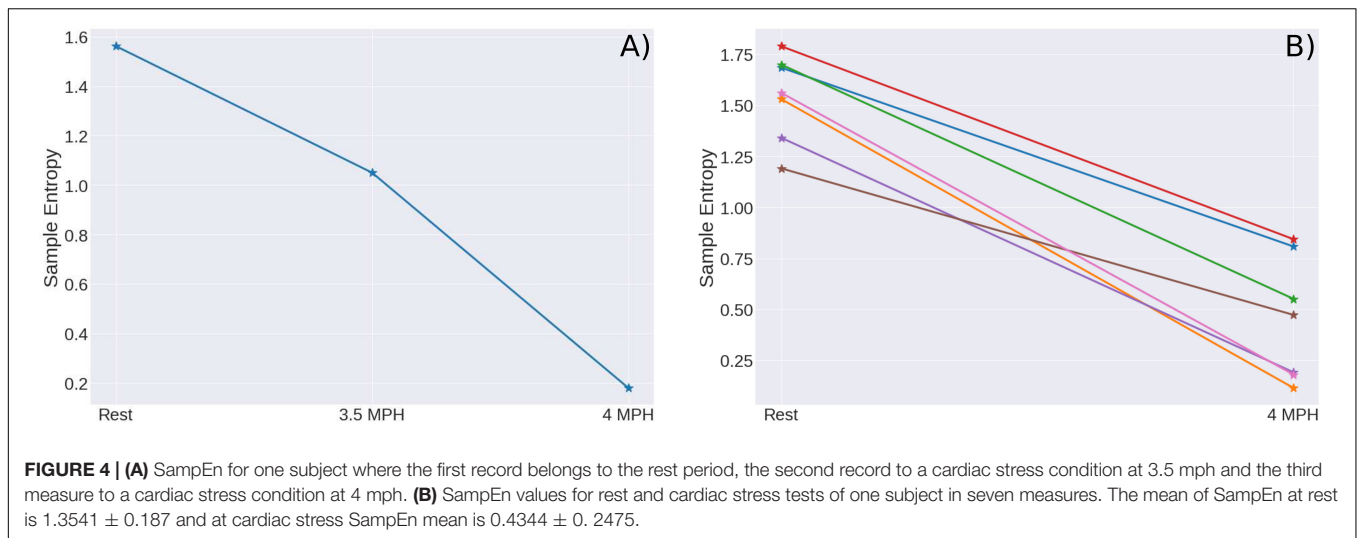 A)
1.6
1.4
1.2
1.0
0.8
0.6
0.4
0.2
Sample Entropy
Rest 3.5 MPH 4 MPH
B)
1.75
1.50
1.25
1.00
0.75
0.50
0.25
Sample Entropy
Rest 4 MPH
FIGURE 4 | (A) SampEn for one subject where the first record belongs to the rest period, the second record to a cardiac stress condition at 3.5 mph and the third
measure to a cardiac stress condition at 4 mph. (B) SampEn values for rest and cardiac stress tests of one subject in seven measures. The mean of SampEn at rest
is 1.3541 ± 0.187 and at cardiac stress SampEn mean is 0.4344 ± 0. 2475.